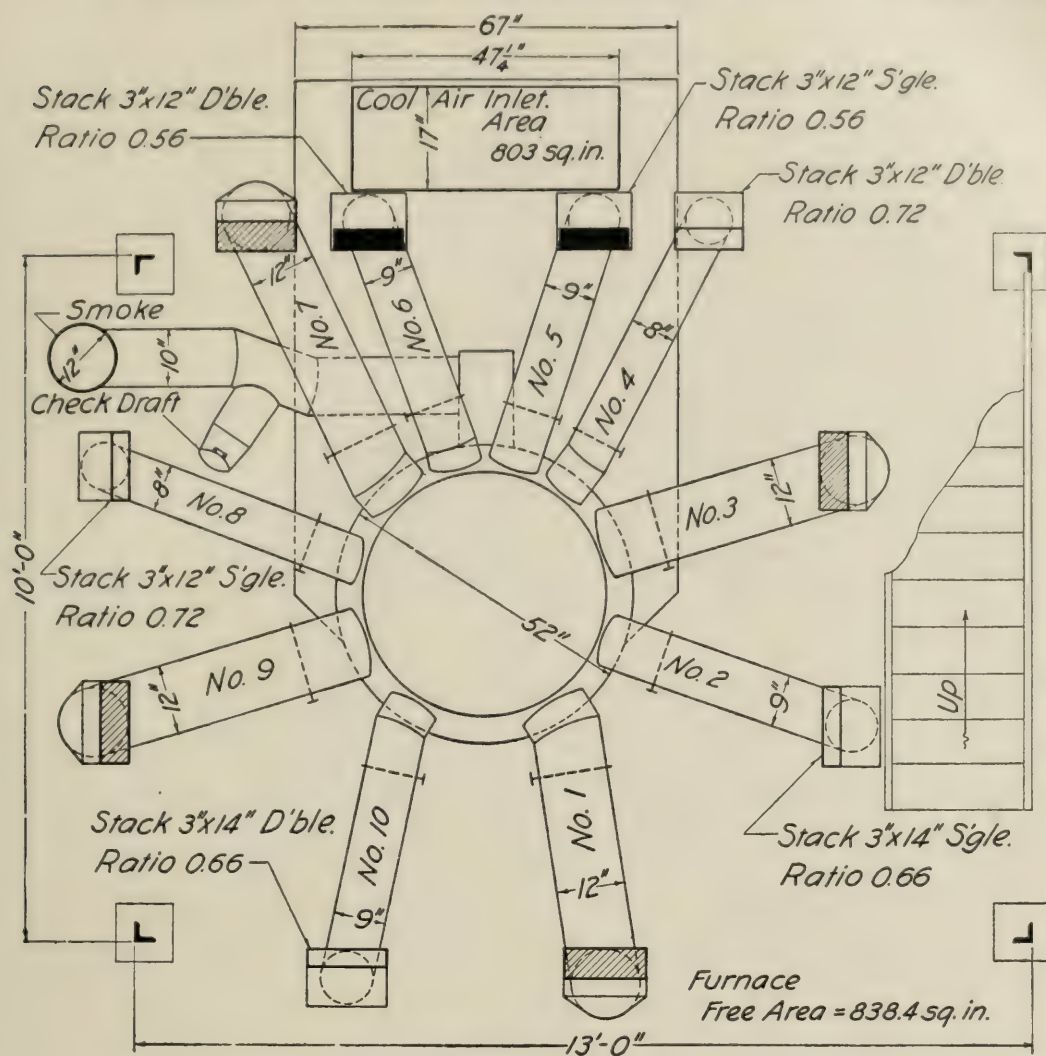 67"
47¼"
Stack 3"x12" D'ble.
Ratio 0.56
Cool Air Inlet.
Area
803 sq.in.
17"
Stack 3"x12" S'gle.
Ratio 0.56
Stack 3"x12" D'ble.
Ratio 0.72
12"
No.7
9"
No.6
9"
No. 5
8"
No. 4
Smoke
12"
10"
Check Draft
8"
No.8
No.3
12"
10'-0"
Stack 3"x12" S'gle.
Ratio 0.72
52"
No. 9
12"
No. 2
9"
Up
Stack 3"x14" D'ble.
Ratio 0.66
No. 10
9"
No. 1
12"
Stack 3"x14" S'gle.
Ratio 0.66
Furnace
Free Area = 838.4 sq. in.
13'-0"